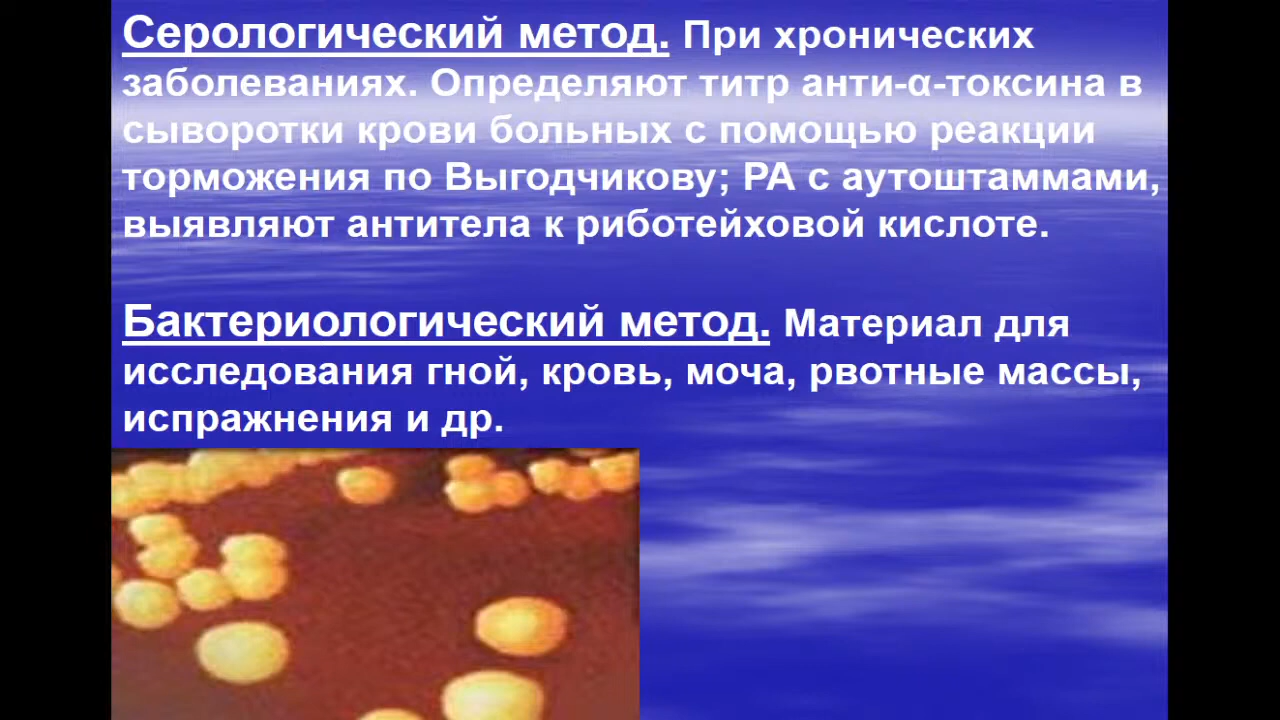 Серологический метод. При хронических
заболеваниях. Определяют титр анти-α-токсина в
сыворотки крови больных с помощью реакции
торможения по Выгодчикову; РА с аутоштаммами,
выявляют антитела к риботейховой кислоте.
Бактериологический метод. Материал для
исследования гной, кровь, моча, рвотные массы,
испражнения и др.